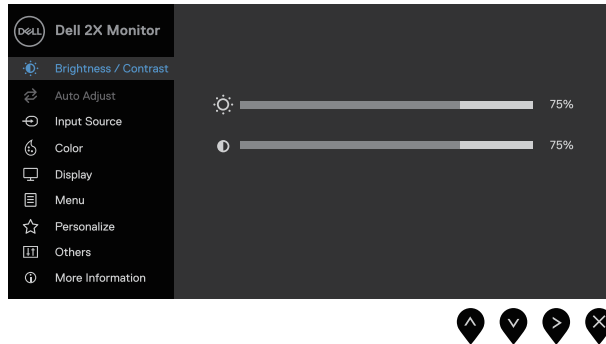 DELL Dell 2X Monitor
Brightness / Contrast
Auto Adjust
75%
Input Source
Color
75%
Display
Menu
Personalize
Others
More Information